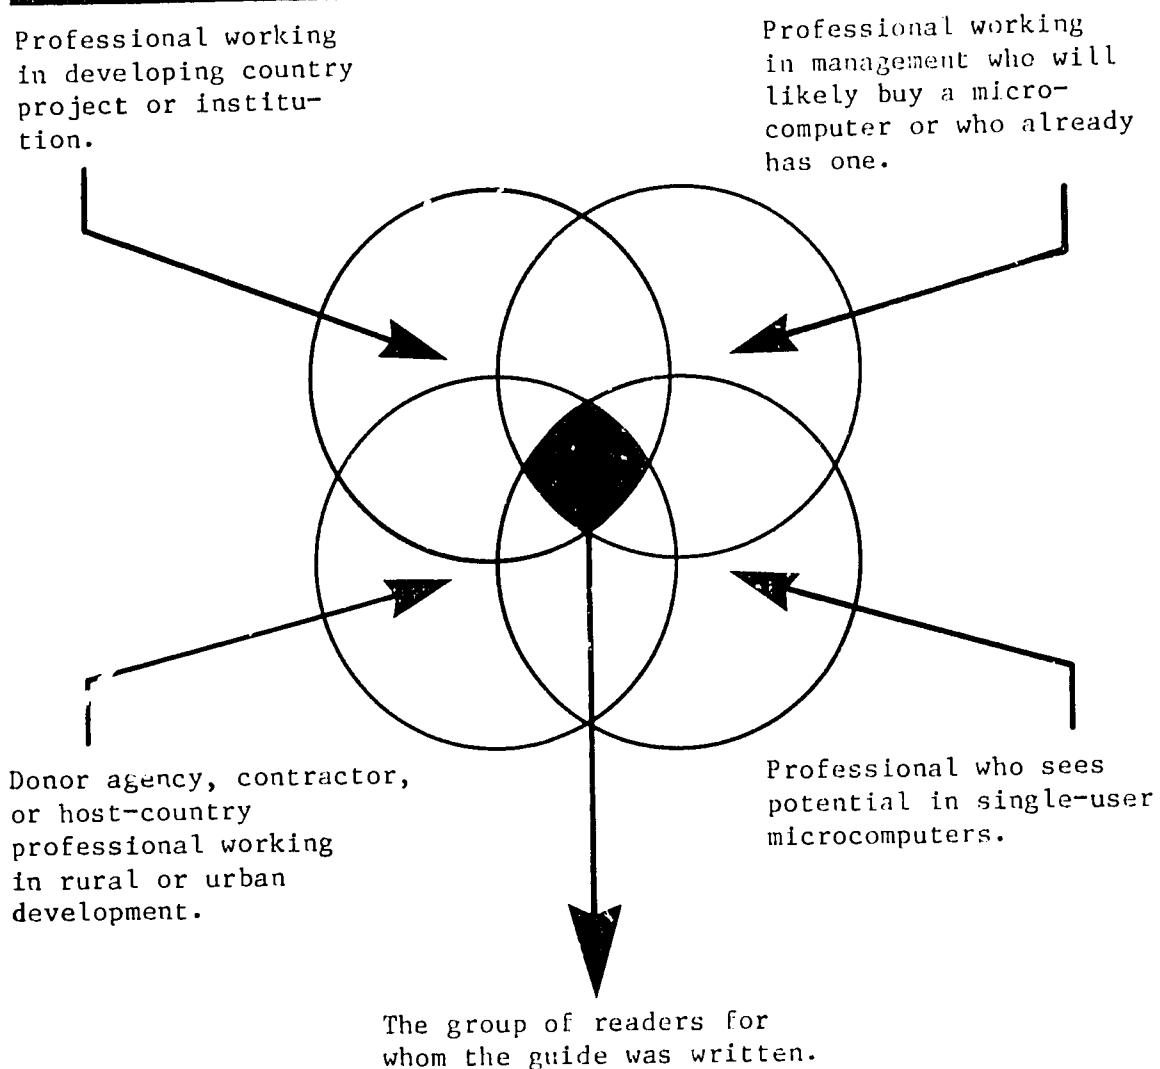 Professional working
in developing country
project or institu-
tion.
Professional working
in management who will
likely buy a micro-
computer or who already
has one.
Donor agency, contractor,
or host-country
professional working
in rural or urban
development.
Professional who sees
potential in single-user
microcomputers.
The group of readers for
whom the guide was written.